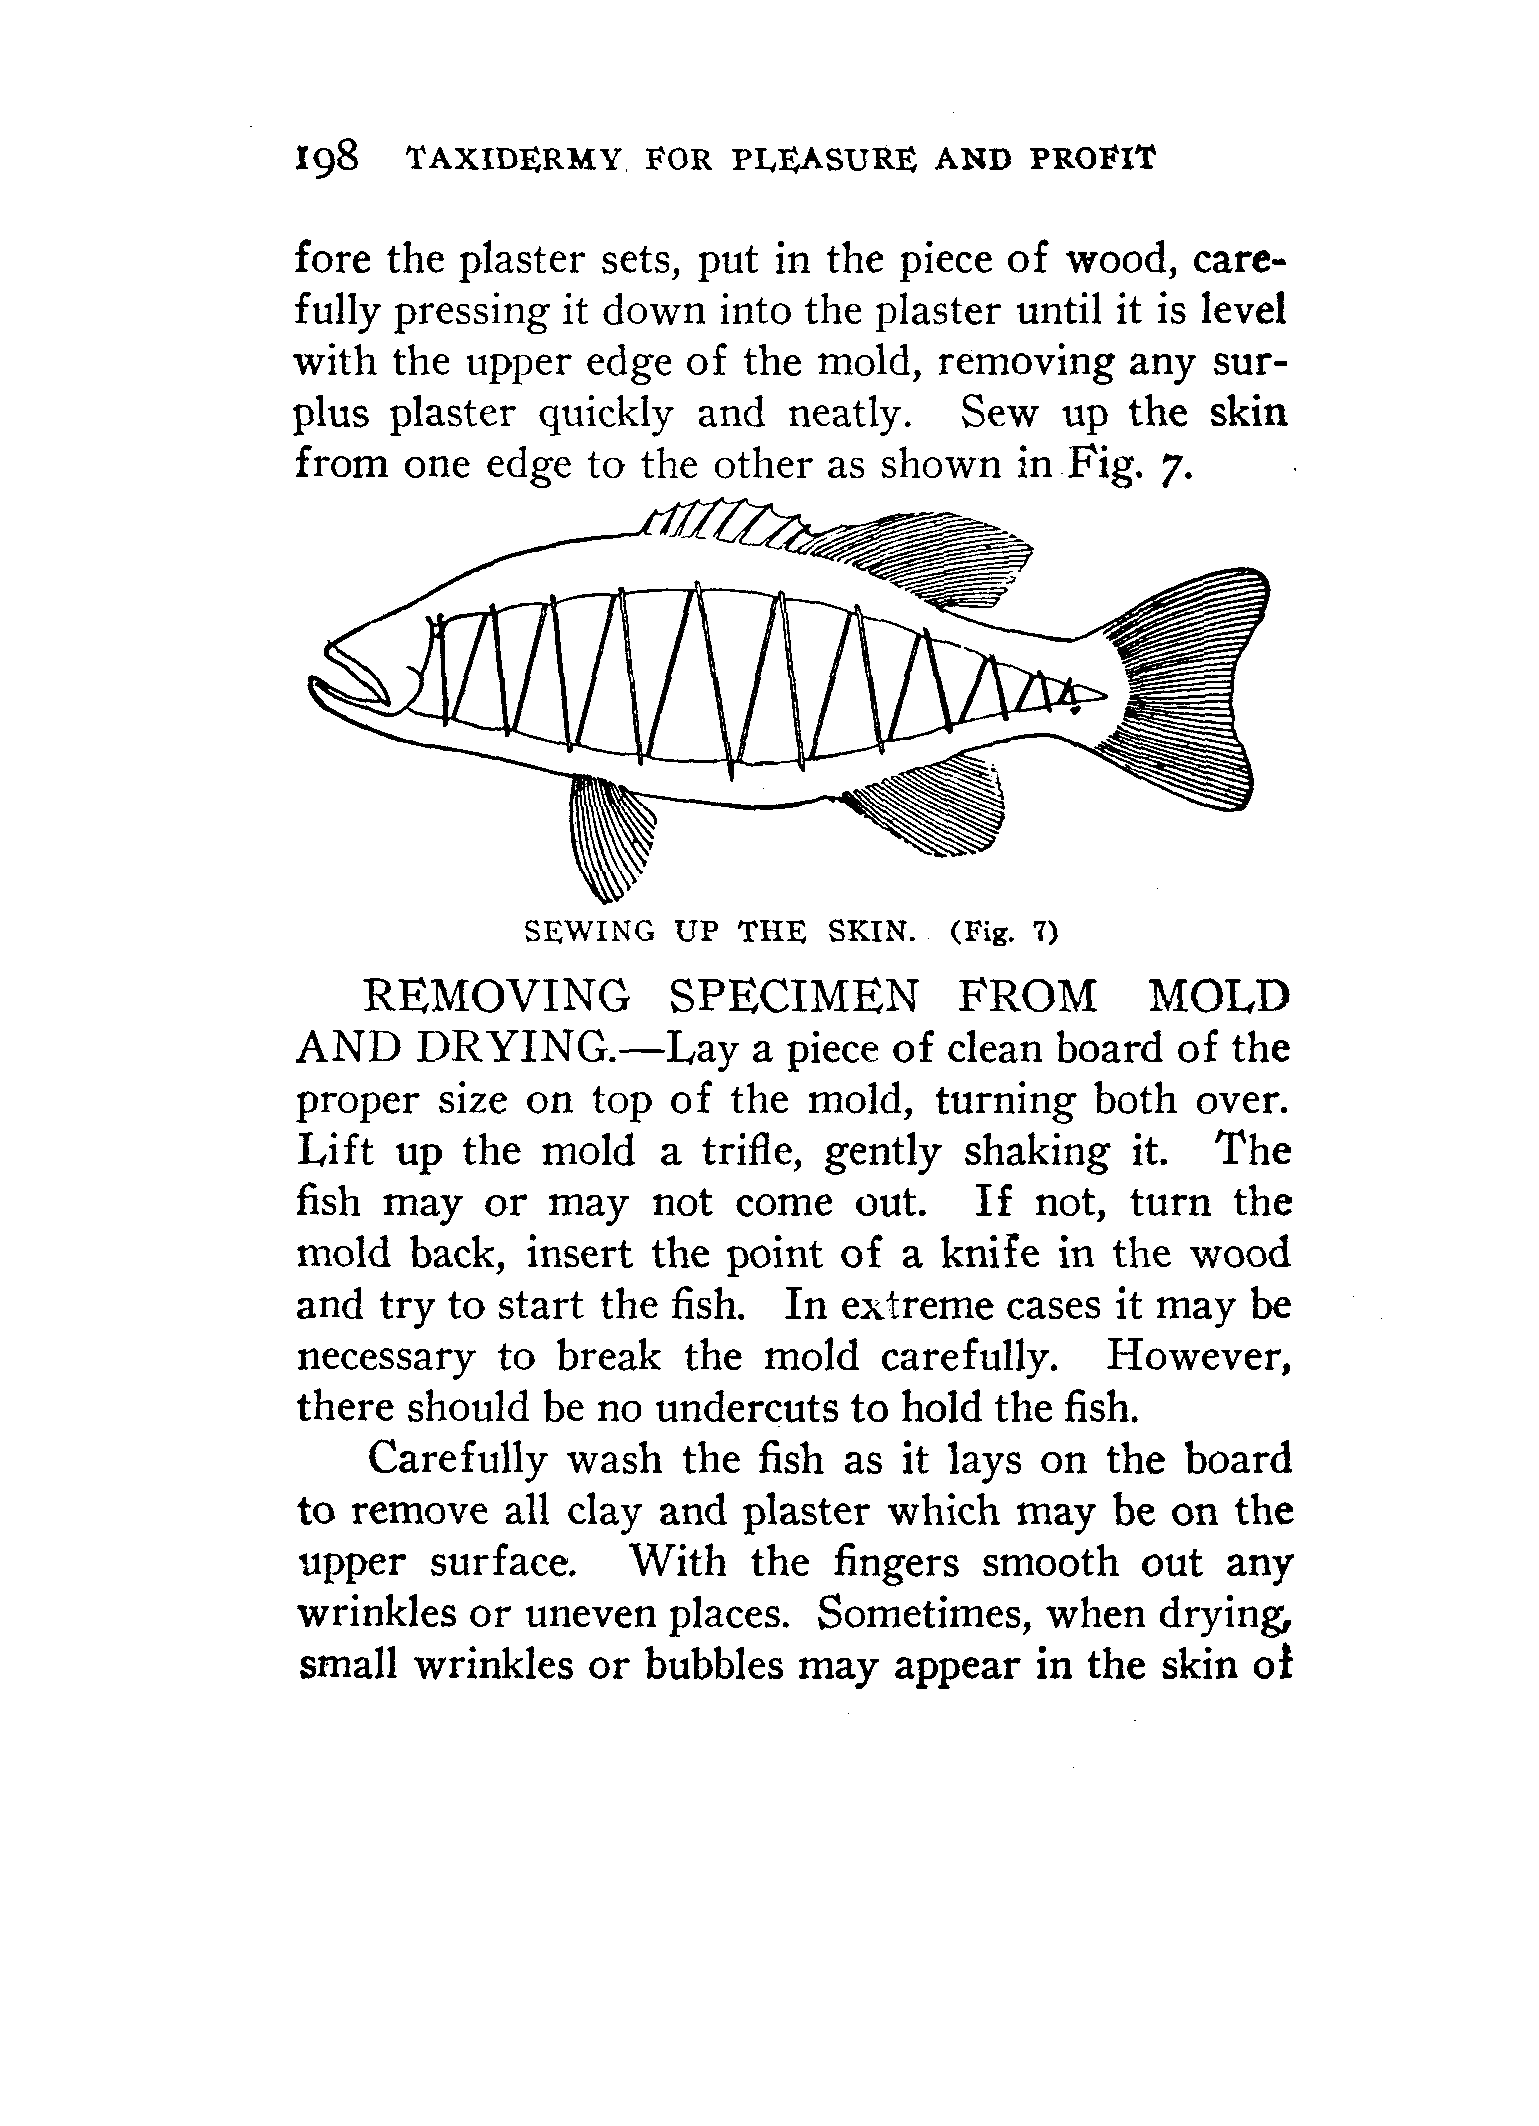 198 TAXIDERMY FOR PLEASURE AND PROFIT
fore the plaster sets, put in the piece of wood, care-
fully pressing it down into the plaster until it is level
with the upper edge of the mold, removing any sur-
plus plaster quickly and neatly. Sew up the skin
from one edge to the other as shown in Fig. 7.
SEWING UP THE SKIN. (Fig. 7)
REMOVING SPECIMEN FROM MOLD
AND DRYING.—Lay a piece of clean board of the
proper size on top of the mold, turning both over.
Lift up the mold a trifle, gently shaking it. The
fish may or may not come out. If not, turn the
mold back, insert the point of a knife in the wood
and try to start the fish. In extreme cases it may be
necessary to break the mold carefully. However,
there should be no undercuts to hold the fish.
Carefully wash the fish as it lays on the board
to remove all clay and plaster which may be on the
upper surface. With the fingers smooth out any
wrinkles or uneven places. Sometimes, when drying,
small wrinkles or bubbles may appear in the skin of